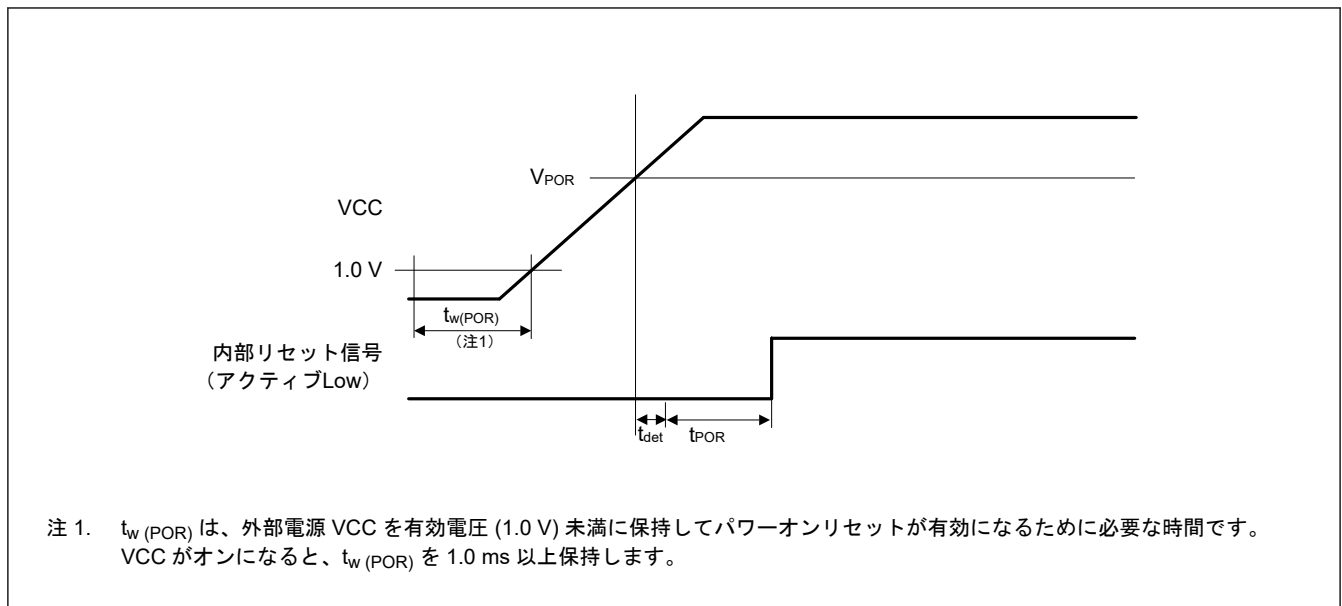 VPOR
VCC
1.0 V
tw(POR)
（注1）
内部リセット信号
（アクティブLow）
tdet
tPOR
注 1. tw (POR) は、外部電源 VCC を有効電圧 (1.0 V) 未満に保持してパワーオンリセットが有効になるために必要な時間です。
VCC がオンになると、tw (POR) を 1.0 ms 以上保持します。